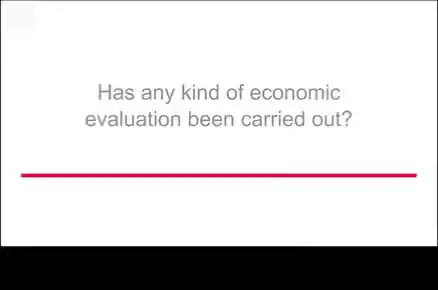 Has any kind of economic
evaluation been carried out?